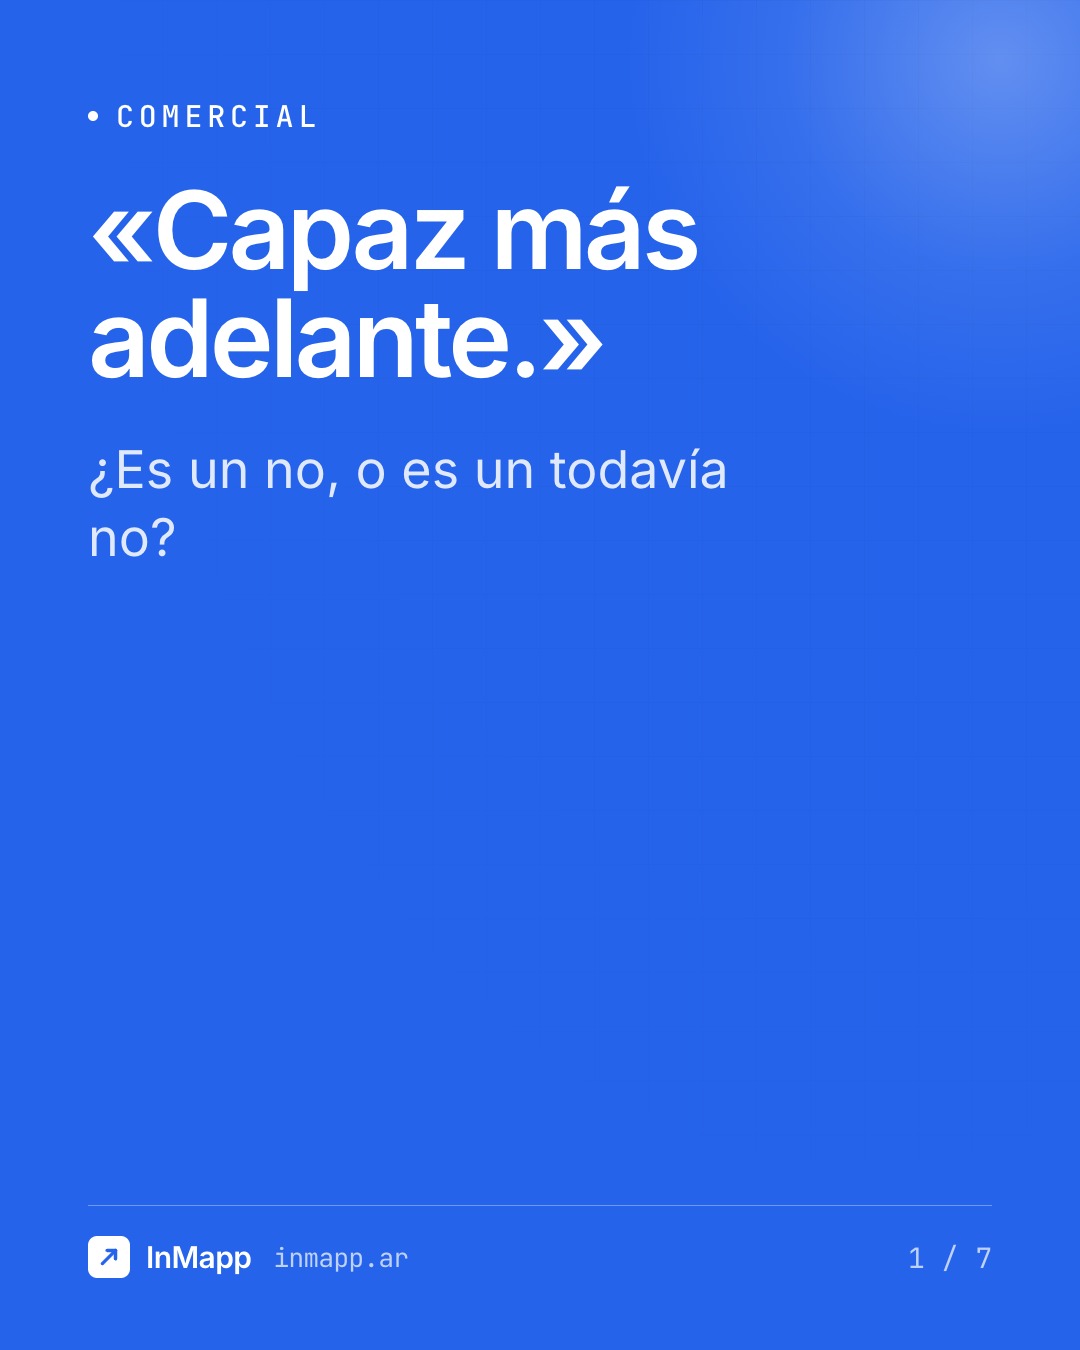 • COMERCIAL
«Capaz más
adelante.»
¿Es un no, o es un todavía
no?
InMapp inmapp.ar 1 / 7